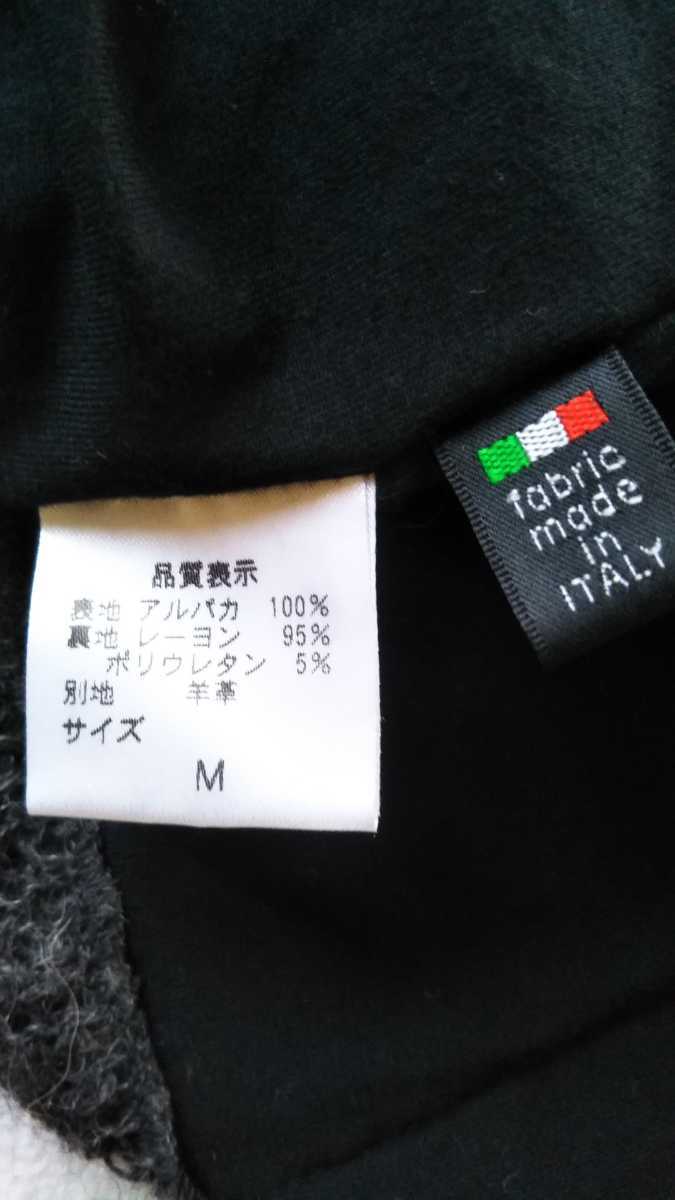 品質表示
表地 アルパカ 100%
裏地 レーヨン 95%
ポリウレタン 5%
別地 羊革
サイズ
M
fabric
made
in
ITALY